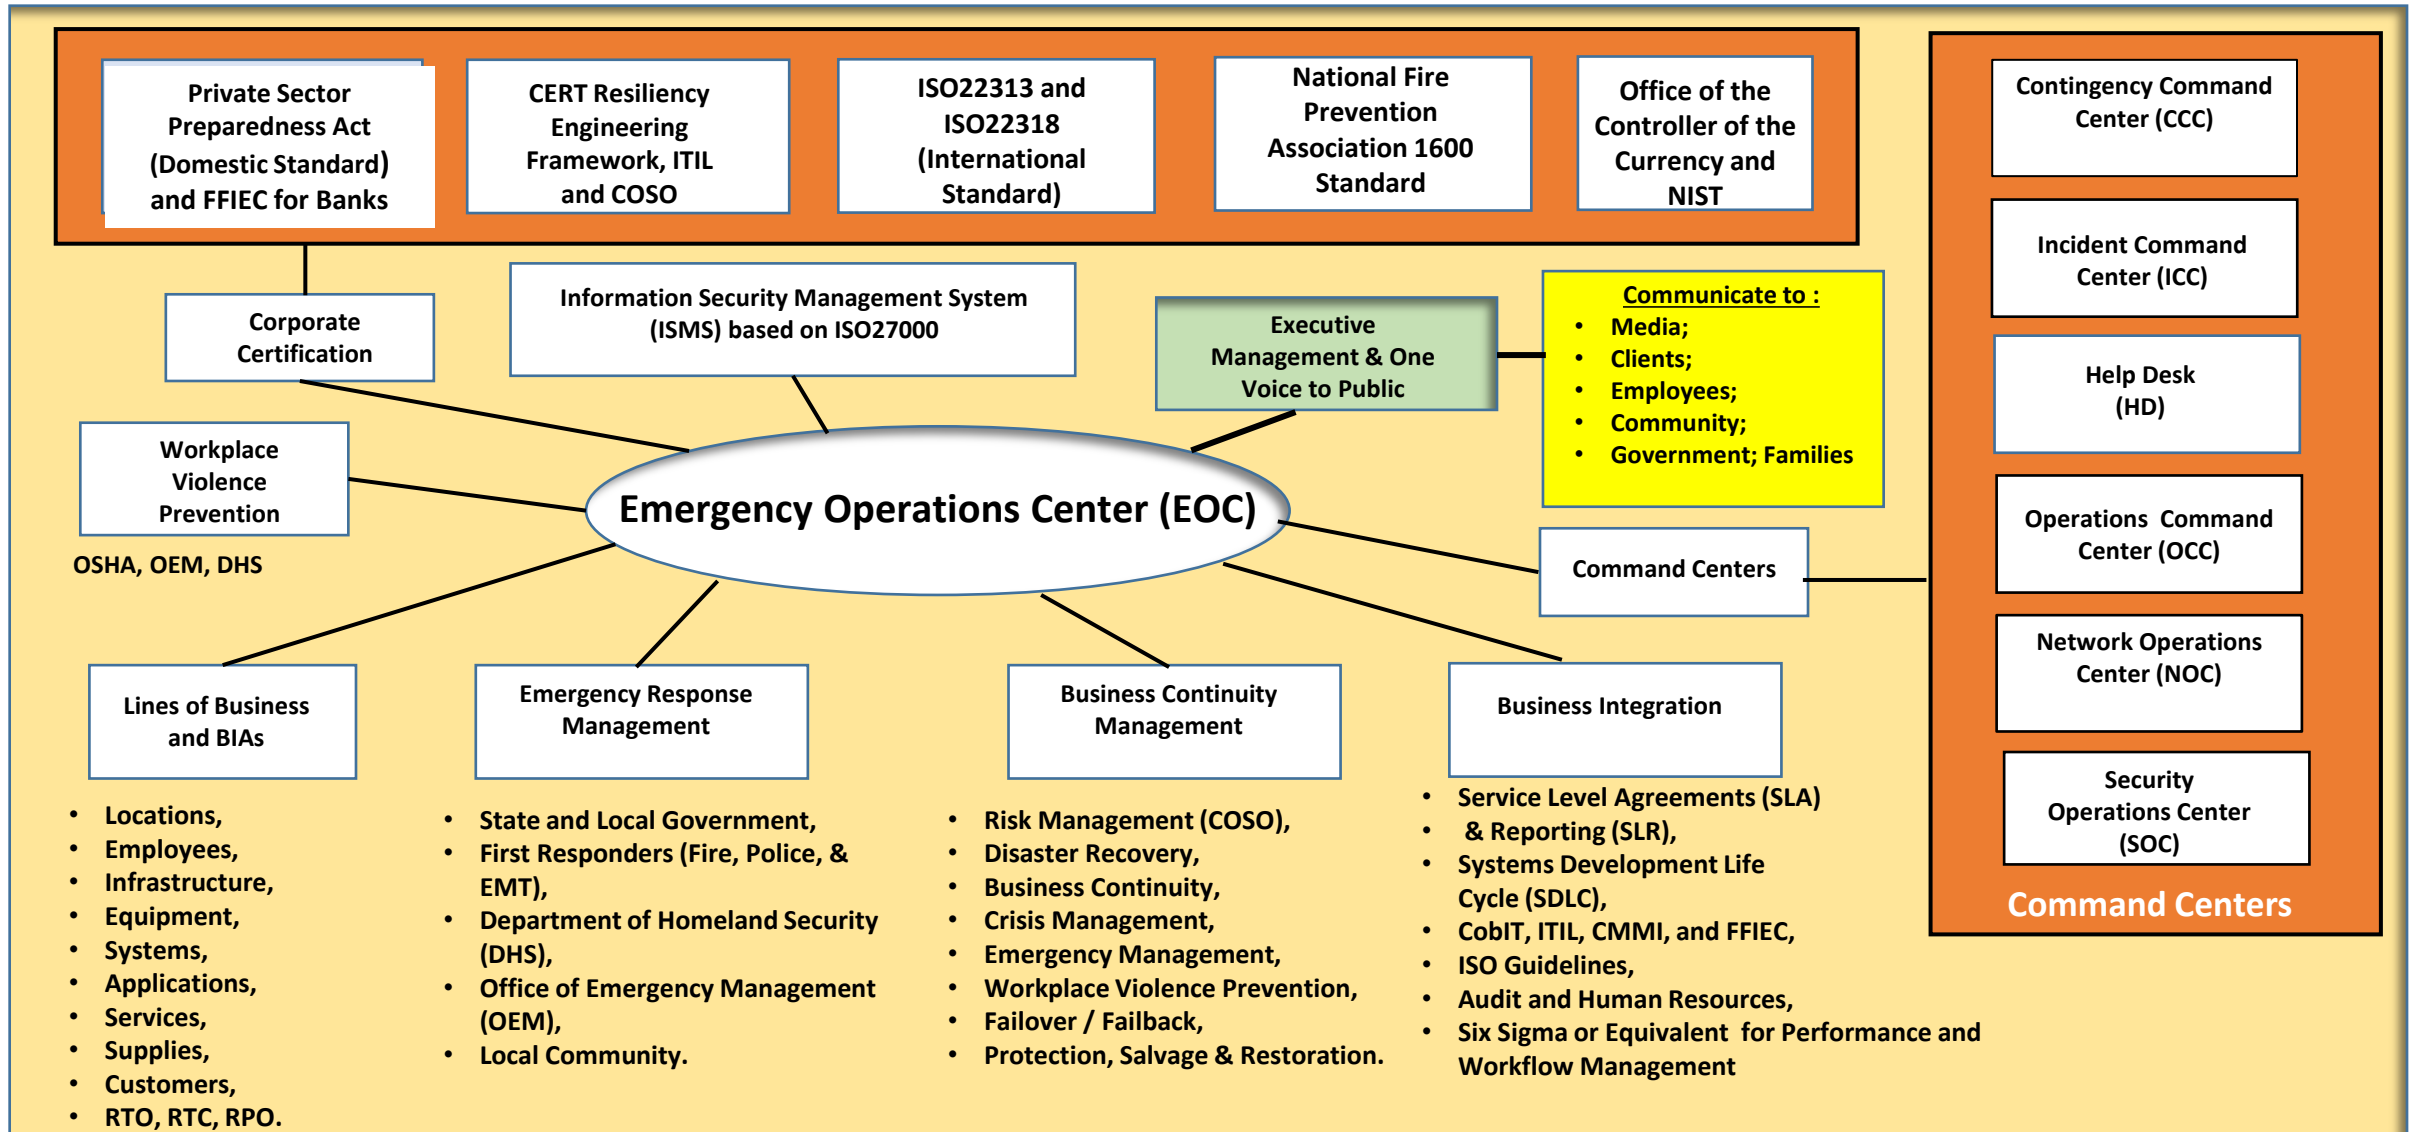 Private Sector
Preparedness Act
(Domestic Standard)
and FFIEC for Banks
CERT Resiliency
Engineering
Framework, ITIL
and COSO
ISO22313 and
ISO22318
(International
Standard)
National Fire
Prevention
Association 1600
Standard
Office of the
Controller of the
Currency and
NIST
Corporate
Certification
Information Security Management System
(ISMS) based on ISO27000
Executive
Management & One
Voice to Public
Communicate to :
• Media;
• Clients;
• Employees;
• Community;
• Government; Families
Workplace
Violence
Prevention
OSHA, OEM, DHS
Emergency Operations Center (EOC)
Command Centers
Contingency Command
Center (CCC)
Incident Command
Center (ICC)
Help Desk
(HD)
Operations  Command
Center (OCC)
Network Operations
Center (NOC)
Security
Operations Center
(SOC)
Command Centers
Lines of Business
and BIAs
• Locations,
• Employees,
• Infrastructure,
• Equipment,
• Systems,
• Applications,
• Services,
• Supplies,
• Customers,
• RTO, RTC, RPO.
Emergency Response
Management
• State and Local Government,
• First Responders (Fire, Police, &
EMT),
• Department of Homeland Security
(DHS),
• Office of Emergency Management
(OEM),
• Local Community.
Business Continuity
Management
• Risk Management (COSO),
• Disaster Recovery,
• Business Continuity,
• Crisis Management,
• Emergency Management,
• Workplace Violence Prevention,
• Failover / Failback,
• Protection, Salvage & Restoration.
Business Integration
• Service Level Agreements (SLA)
• & Reporting (SLR),
• Systems Development Life
Cycle (SDLC),
• CobIT, ITIL, CMMI, and FFIEC,
• ISO Guidelines,
• Audit and Human Resources,
• Six Sigma or Equivalent  for Performance and
Workflow Management